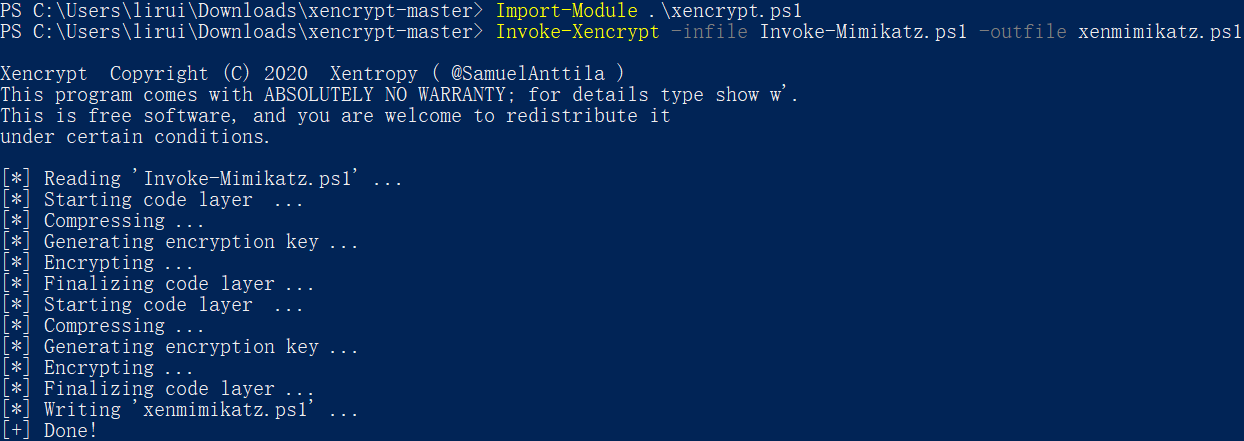 PS C:\Users\lirui\Downloads\xencrypt-master> Import-Module .\xencrypt.ps1
PS C:\Users\lirui\Downloads\xencrypt-master> Invoke-Xencrypt -infile Invoke-Mimikatz.ps1 -outfile xenmimikatz.ps1
Xencrypt Copyright (C) 2020 Xentropy ( @SamuelAnttila )
This program comes with ABSOLUTELY NO WARRANTY; for details type show w'.
This is free software, and you are welcome to redistribute it
under certain conditions.
[*] Reading 'Invoke-Mimikatz.ps1' ...
[*] Starting code layer ...
[*] Compressing ...
[*] Generating encryption key ...
[*] Encrypting ...
[*] Finalizing code layer ...
[*] Starting code layer ...
[*] Compressing ...
[*] Generating encryption key ...
[*] Encrypting ...
[*] Finalizing code layer ...
[*] Writing 'xenmimikatz.ps1' ...
[+] Done!